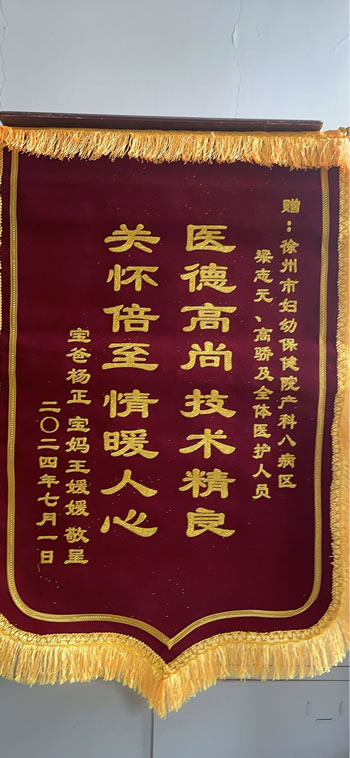 赠：徐州市妇幼保健院产科八病区
梁志元、高骄及全体医护人员
医德高尚 技术精良
关怀倍至 情暖人心
宝爸杨正 宝妈王媛媛 敬呈
二〇二四年七月一日